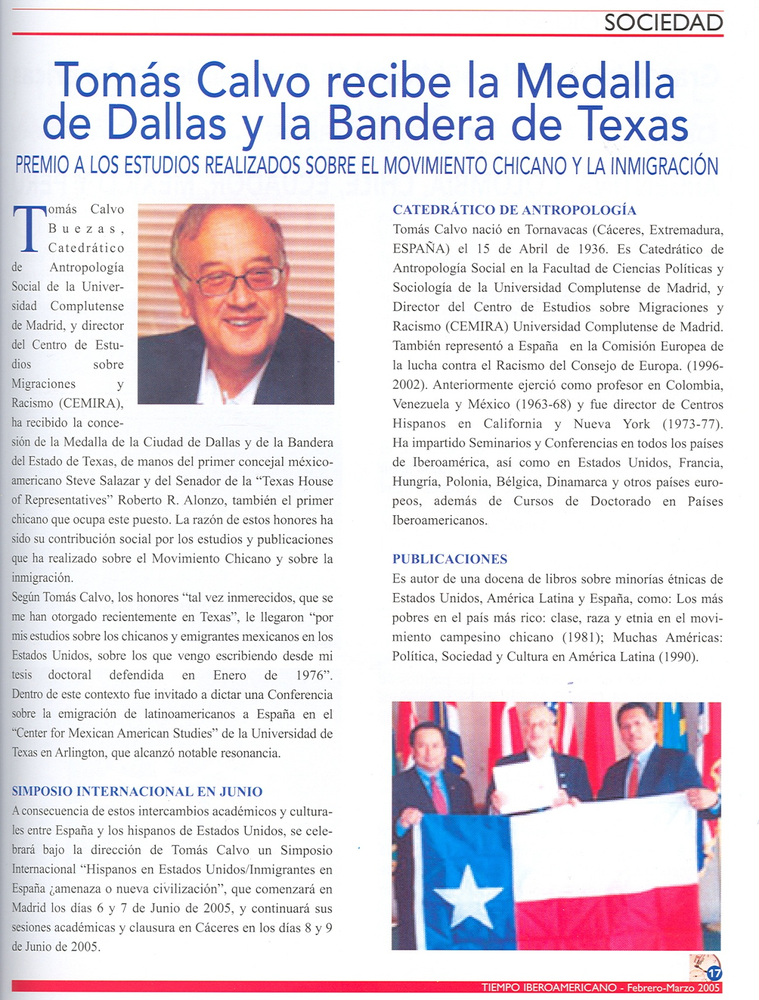 SOCIEDAD
Tomás Calvo recibe la Medalla
de Dallas y la Bandera de Texas
PREMIO A LOS ESTUDIOS REALIZADOS SOBRE EL MOVIMIENTO CHICANO Y LA INMIGRACIÓN
Tomás Calvo
Buezas,
Catedrático
de Antropología
Social de la Univer-
sidad Complutense
de Madrid, y director
del Centro de Estu-
dios sobre
Migraciones y
Racismo (CEMIRA),
ha recibido la conce-
sión de la Medalla de la Ciudad de Dallas y de la Bandera
del Estado de Texas, de manos del primer concejal méxico-
americano Steve Salazar y del Senador de la “Texas House
of Representatives” Roberto R. Alonzo, también el primer
chicano que ocupa este puesto. La razón de estos honores ha
sido su contribución social por los estudios y publicaciones
que ha realizado sobre el Movimiento Chicano y sobre la
inmigración.
Según Tomás Calvo, los honores “tal vez inmerecidos, que se
me han otorgado recientemente en Texas”, le llegaron “por
mis estudios sobre los chicanos y emigrantes mexicanos en los
Estados Unidos, sobre los que vengo escribiendo desde mi
tesis doctoral defendida en Enero de 1976”.
Dentro de este contexto fue invitado a dictar una Conferencia
sobre la emigración de latinoamericanos a España en el
“Center for Mexican American Studies” de la Universidad de
Texas en Arlington, que alcanzó notable resonancia.
SIMPOSIO INTERNACIONAL EN JUNIO
A consecuencia de estos intercambios académicos y cultura-
les entre España y los hispanos de Estados Unidos, se cele-
brará bajo la dirección de Tomás Calvo un Simposio
Internacional “Hispanos en Estados Unidos/Inmigrantes en
España ¿amenaza o nueva civilización”, que comenzará en
Madrid los días 6 y 7 de Junio de 2005, y continuará sus
sesiones académicas y clausura en Cáceres en los días 8 y 9
de Junio de 2005.
CATEDRÁTICO DE ANTROPOLOGÍA
Tomás Calvo nació en Tornavacas (Cáceres, Extremadura,
ESPAÑA) el 15 de Abril de 1936. Es Catedrático de
Antropología Social en la Facultad de Ciencias Políticas y
Sociología de la Universidad Complutense de Madrid, y
Director del Centro de Estudios sobre Migraciones y
Racismo (CEMIRA) Universidad Complutense de Madrid.
También representó a España en la Comisión Europea de
la lucha contra el Racismo del Consejo de Europa. (1996-
2002). Anteriormente ejerció como profesor en Colombia,
Venezuela y México (1963-68) y fue director de Centros
Hispanos en California y Nueva York (1973-77).
Ha impartido Seminarios y Conferencias en todos los países
de Iberoamérica, así como en Estados Unidos, Francia,
Hungría, Polonia, Bélgica, Dinamarca y otros países euro-
peos, además de Cursos de Doctorado en Países
Iberoamericanos.
PUBLICACIONES
Es autor de una docena de libros sobre minorías étnicas de
Estados Unidos, América Latina y España, como: Los más
pobres en el país más rico: clase, raza y etnia en el movi-
miento campesino chicano (1981); Muchas Américas:
Política, Sociedad y Cultura en América Latina (1990).
17
TIEMPO IBEROAMERICANO - Febrero-Marzo 2005